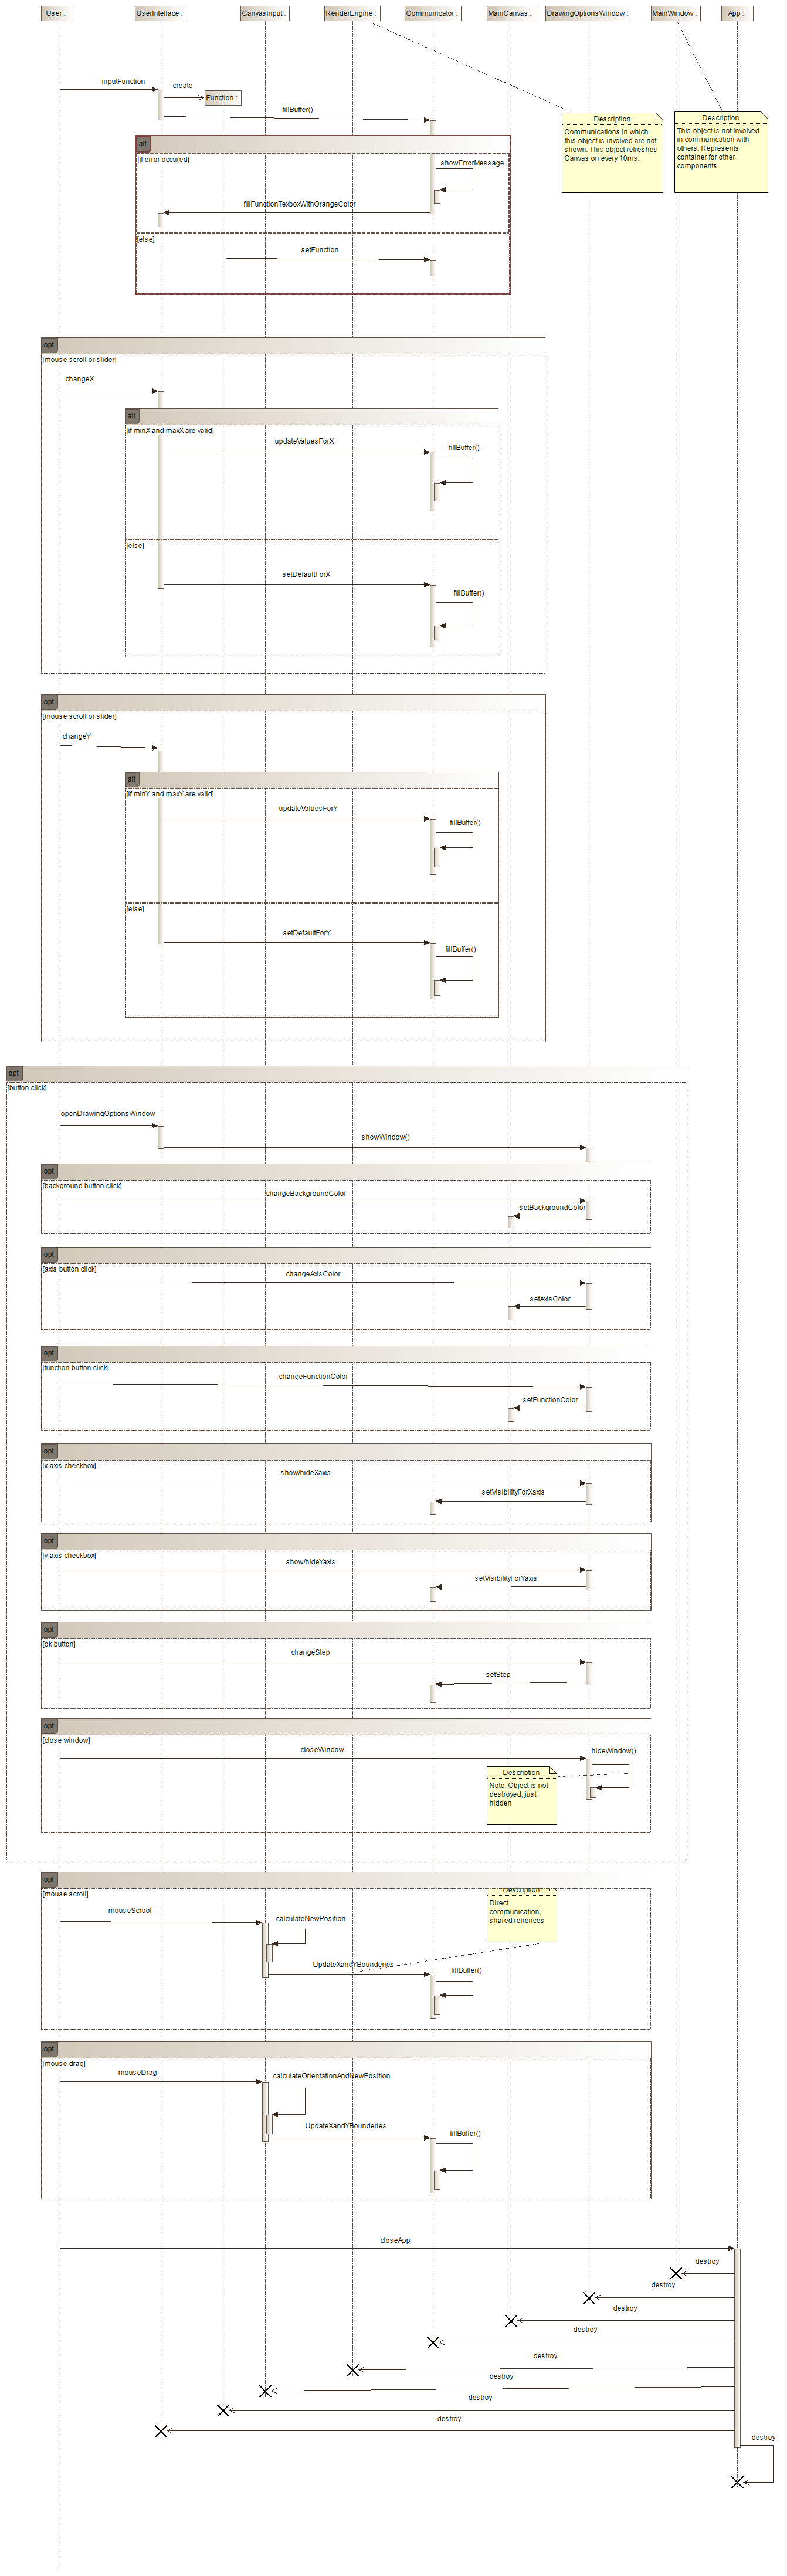 User :
UserIntefface :
CanvasInput :
RenderEngine :
Communicator :
MainCanvas :
DrawingOptionsWindow :
MainWindow :
App :
inputFunction
create
Function :
fillBuffer()
Description
Communications in which
this object is involved are not
shown. This object refreshes
Canvas on every 10ms.
Description
This object is not involved
in communication with
others. Represents
container for other
components.
alt
[if error occured]
showErrorMessage
fillFunctionTexboxWithOrangeColor
[else]
setFunction
opt
[mouse scroll or slider]
changeX
alt
[if minX and maxX are valid]
updateValuesForX
fillBuffer()
[else]
setDefaultForX
fillBuffer()
opt
[mouse scroll or slider]
changeY
alt
[if minY and maxY are valid]
updateValuesForY
fillBuffer()
[else]
setDefaultForY
fillBuffer()
opt
[button click]
openDrawingOptionsWindow
showWindow()
opt
[background button click]
changeBackgroundColor
setBackgroundColor
opt
[axis button click]
changeAxisColor
setAxisColor
opt
[function button click]
changeFunctionColor
setFunctionColor
opt
[x-axis checkbox]
show/hideXaxis
setVisibilityForXaxis
opt
[y-axis checkbox]
show/hideYaxis
setVisibilityForYaxis
opt
[ok button]
changeStep
setStep
opt
[close window]
closeWindow
hideWindow()
Description
Note: Object is not
destroyed, just
hidden
opt
[mouse scroll]
Description
Direct
communication,
shared refrences
mouseScrool
calculateNewPosition
UpdateXandYBounderies
fillBuffer()
opt
[mouse drag]
mouseDrag
calculateOrientationAndNewPosition
UpdateXandYBounderies
fillBuffer()
closeApp
destroy
destroy
destroy
destroy
destroy
destroy
destroy
destroy
destroy